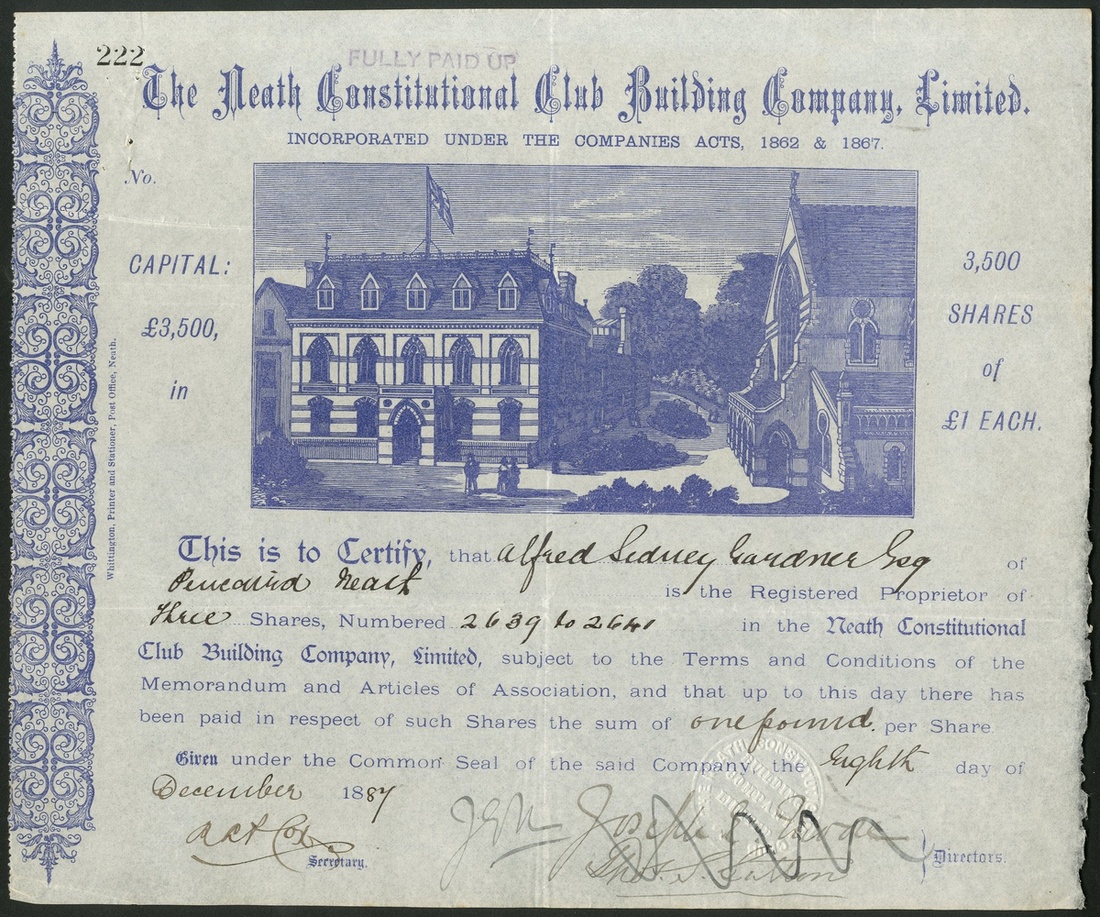 222
FULLY PAID UP
The Neath Constitutional Club Building Company, Limited.
INCORPORATED UNDER THE COMPANIES ACTS, 1862 & 1867.
No.
CAPITAL:
£3,500,
in
3,500
SHARES
of
£1 EACH.
Whittington, Printer and Stationer, Post Office, Neath.
This is to Certify, that Alfred Sidney Gardner Esq of
Neath is the Registered Proprietor of
Three Shares, Numbered 2639 to 2641 in the Neath Constitutional
Club Building Company, Limited, subject to the Terms and Conditions of the
Memorandum and Articles of Association, and that up to this day there has
been paid in respect of such Shares the sum of one pound. per Share.
Given under the Common Seal of the said Company, the Eighth day of
December 1887
Secretary.
Joseph
Directors.